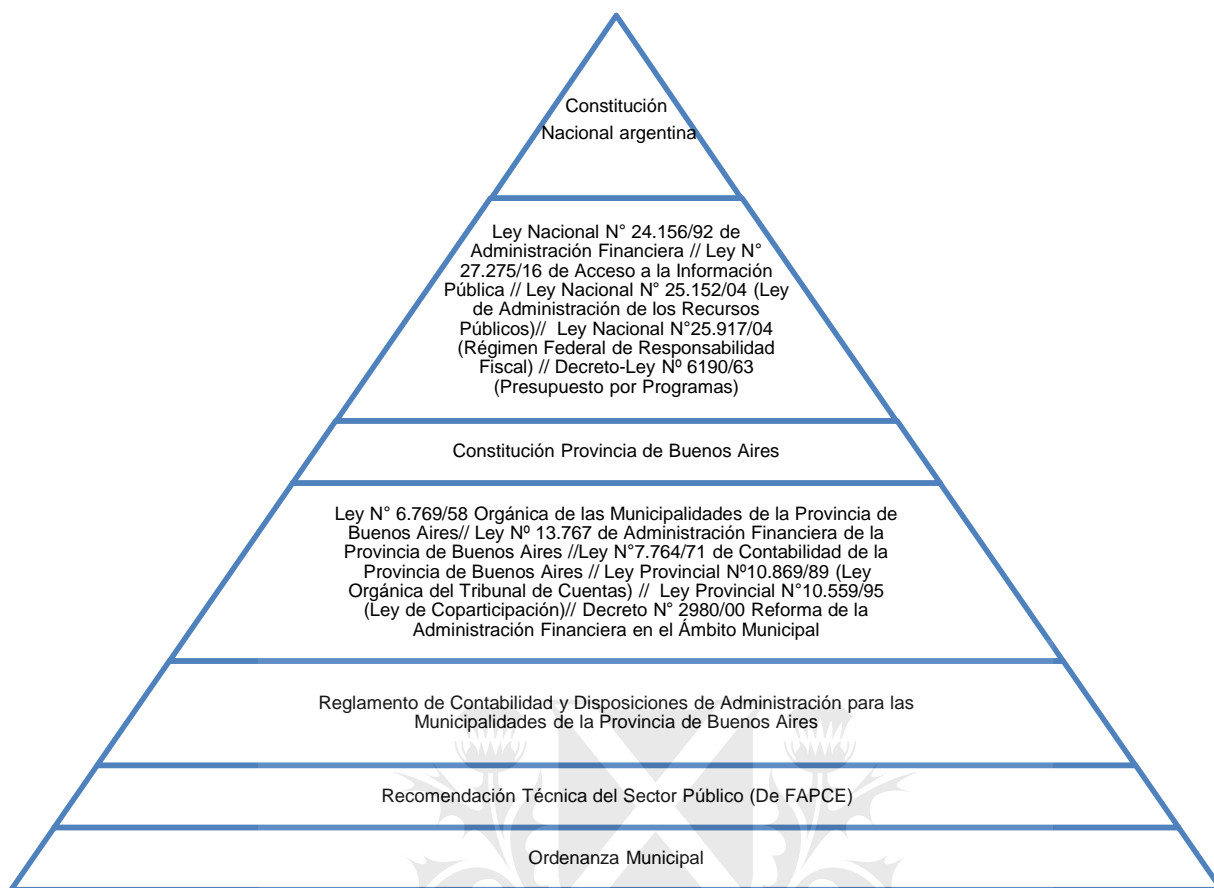 Constitución
Nacional argentina
Ley Nacional N° 24.156/92 de
Administración Financiera // Ley N°
27.275/16 de Acceso a la Información
Pública // Ley Nacional N° 25.152/04 (Ley
de Administración de los Recursos
Públicos)//  Ley Nacional N°25.917/04
(Régimen Federal de Responsabilidad
Fiscal) // Decreto-Ley Nº 6190/63
(Presupuesto por Programas)
Constitución Provincia de Buenos Aires
Ley N° 6.769/58 Orgánica de las Municipalidades de la Provincia de
Buenos Aires// Ley Nº 13.767 de Administración Financiera de la
Provincia de Buenos Aires //Ley N°7.764/71 de Contabilidad de la
Provincia de Buenos Aires // Ley Provincial Nº10.869/89 (Ley
Orgánica del Tribunal de Cuentas) //  Ley Provincial N°10.559/95
(Ley de Coparticipación)// Decreto N° 2980/00 Reforma de la
Administración Financiera en el Ámbito Municipal
Reglamento de Contabilidad y Disposiciones de Administración para las
Municipalidades de la Provincia de Buenos Aires
Recomendación Técnica del Sector Público (De FAPCE)
Ordenanza Municipal